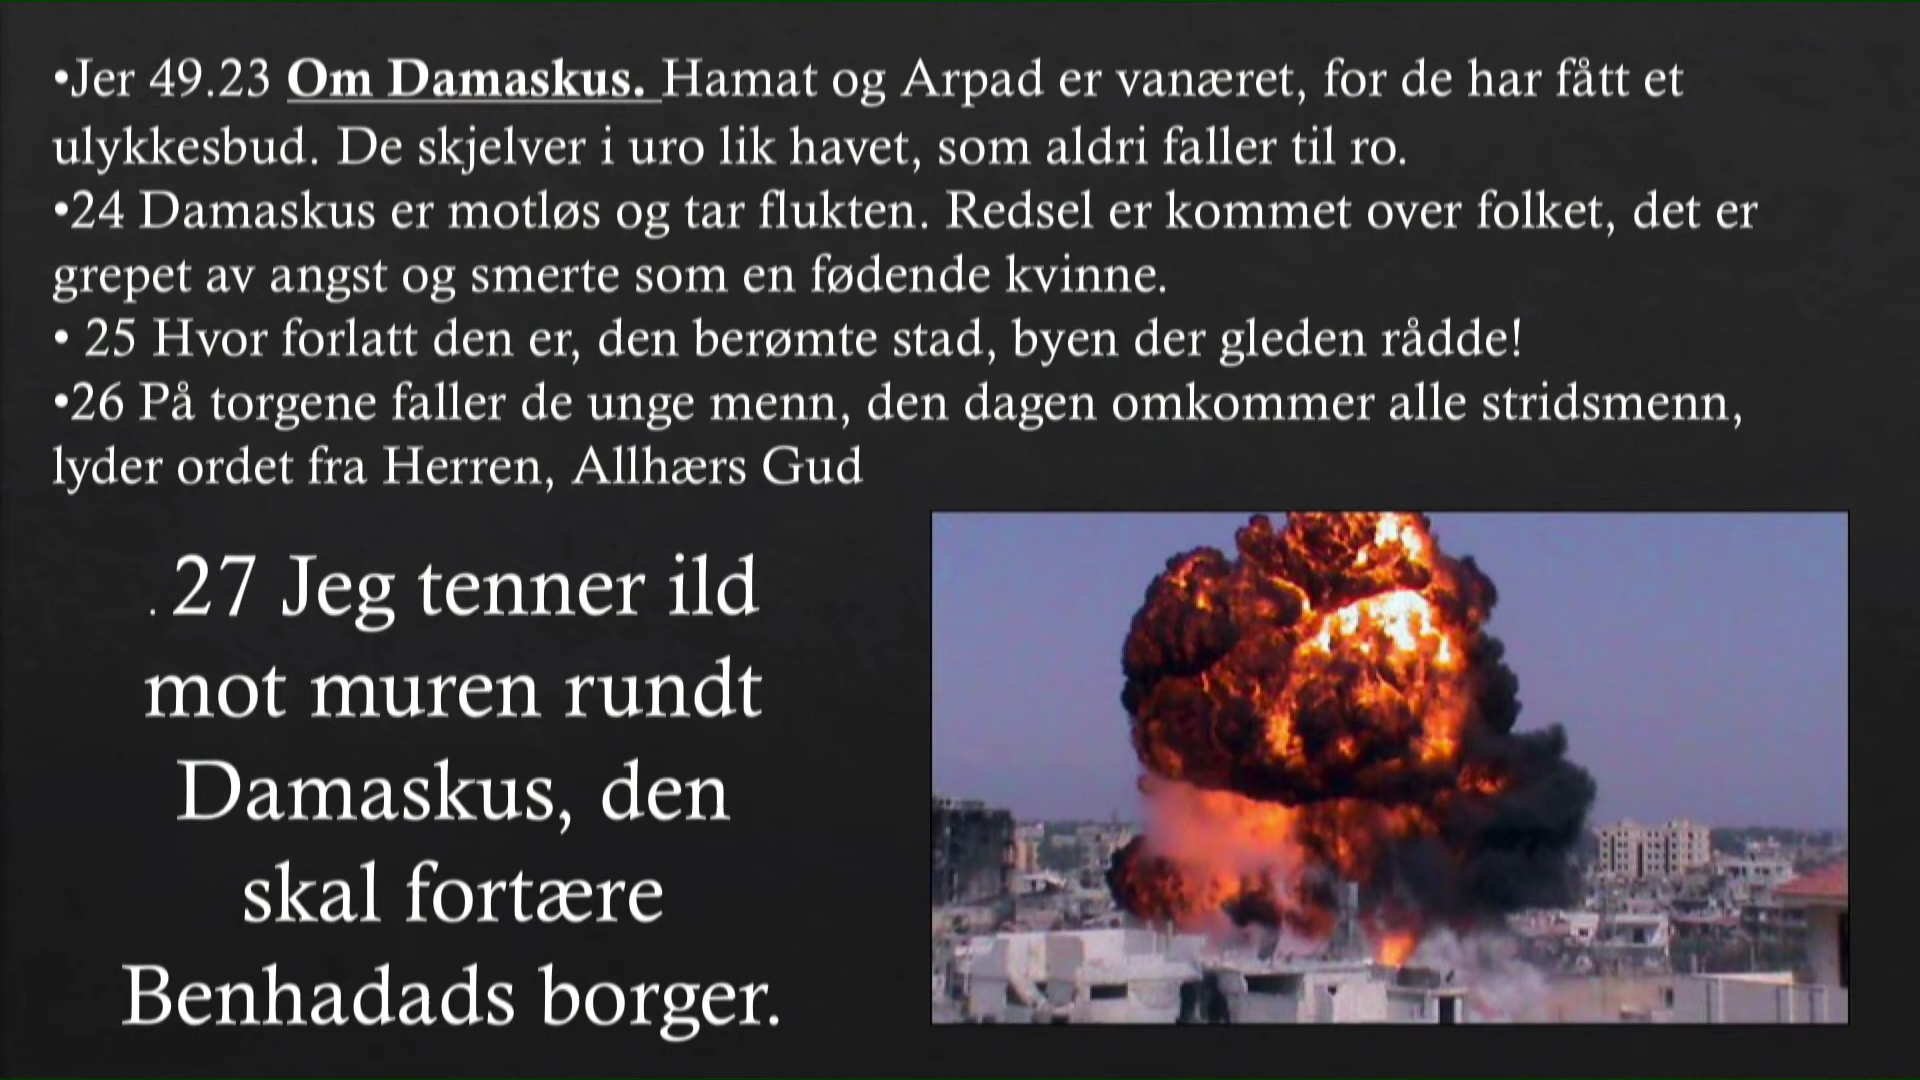 •Jer 49.23 Om Damaskus. Hamat og Arpad er vanæret, for de har fått et
ulykkesbud. De skjelver i uro lik havet, som aldri faller til ro.
•24 Damaskus er motløs og tar flukten. Redsel er kommet over folket, det er
grepet av angst og smerte som en fødende kvinne.
• 25 Hvor forlatt den er, den berømte stad, byen der gleden rådde!
•26 På torgene faller de unge menn, den dagen omkommer alle stridsmenn,
lyder ordet fra Herren, Allhærs Gud
. 27 Jeg tenner ild
mot muren rundt
Damaskus, den
skal fortære
Benhadads borger.